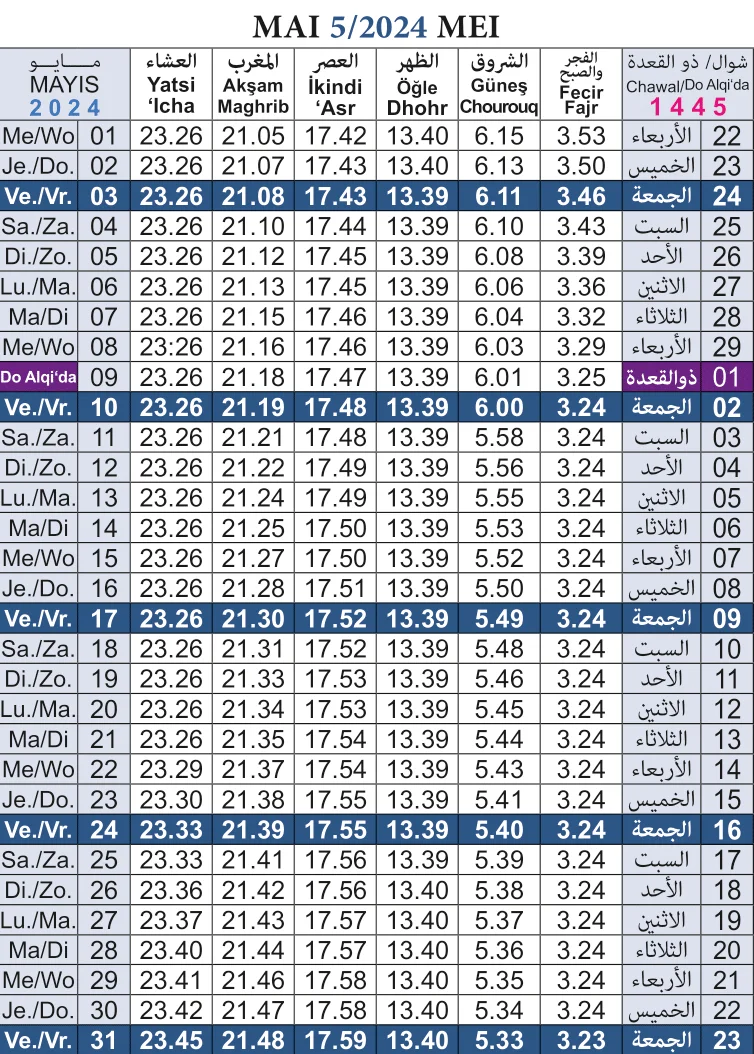 MAI 5/2024 MEI
مـــايـــو العشاء المغرب العصر الظهر الشروق الفجر والصبح شوال/ ذو القعدة
MAYIS Yatsi Akşam İkindi Öğle Güneş Fecir Chawal/Do Alqi‘da
2024 ‘Icha Maghrib ‘Asr Dhohr Chourouq Fajr 1445
Me/Wo 01 23.26 21.05 17.42 13.40 6.15 3.53 الأربعاء 22
Je./Do. 02 23.26 21.07 17.43 13.40 6.13 3.50 الخميس 23
Ve./Vr. 03 23.26 21.08 17.43 13.39 6.11 3.46 الجمعة 24
Sa./Za. 04 23.26 21.10 17.44 13.39 6.10 3.43 السبت 25
Di./Zo. 05 23.26 21.12 17.45 13.39 6.08 3.39 الأحد 26
Lu./Ma. 06 23.26 21.13 17.45 13.39 6.06 3.36 الاثنين 27
Ma/Di 07 23.26 21.15 17.46 13.39 6.04 3.32 الثلاثاء 28
Me/Wo 08 23:26 21.16 17.46 13.39 6.03 3.29 الأربعاء 29
Do Alqi‘da 09 23.26 21.18 17.47 13.39 6.01 3.25 ذوالقعدة 01
Ve./Vr. 10 23.26 21.19 17.48 13.39 6.00 3.24 الجمعة 02
Sa./Za. 11 23.26 21.21 17.48 13.39 5.58 3.24 السبت 03
Di./Zo. 12 23.26 21.22 17.49 13.39 5.56 3.24 الأحد 04
Lu./Ma. 13 23.26 21.24 17.49 13.39 5.55 3.24 الاثنين 05
Ma/Di 14 23.26 21.25 17.50 13.39 5.53 3.24 الثلاثاء 06
Me/Wo 15 23.26 21.27 17.50 13.39 5.52 3.24 الأربعاء 07
Je./Do. 16 23.26 21.28 17.51 13.39 5.50 3.24 الخميس 08
Ve./Vr. 17 23.26 21.30 17.52 13.39 5.49 3.24 الجمعة 09
Sa./Za. 18 23.26 21.31 17.52 13.39 5.48 3.24 السبت 10
Di./Zo. 19 23.26 21.33 17.53 13.39 5.46 3.24 الأحد 11
Lu./Ma. 20 23.26 21.34 17.53 13.39 5.45 3.24 الاثنين 12
Ma/Di 21 23.26 21.35 17.54 13.39 5.44 3.24 الثلاثاء 13
Me/Wo 22 23.29 21.37 17.54 13.39 5.43 3.24 الأربعاء 14
Je./Do. 23 23.30 21.38 17.55 13.39 5.41 3.24 الخميس 15
Ve./Vr. 24 23.33 21.39 17.55 13.39 5.40 3.24 الجمعة 16
Sa./Za. 25 23.33 21.41 17.56 13.39 5.39 3.24 السبت 17
Di./Zo. 26 23.36 21.42 17.56 13.40 5.38 3.24 الأحد 18
Lu./Ma. 27 23.37 21.43 17.57 13.40 5.37 3.24 الاثنين 19
Ma/Di 28 23.40 21.44 17.57 13.40 5.36 3.24 الثلاثاء 20
Me/Wo 29 23.41 21.46 17.58 13.40 5.35 3.24 الأربعاء 21
Je./Do. 30 23.42 21.47 17.58 13.40 5.34 3.24 الخميس 22
Ve./Vr. 31 23.45 21.48 17.59 13.40 5.33 3.23 الجمعة 23